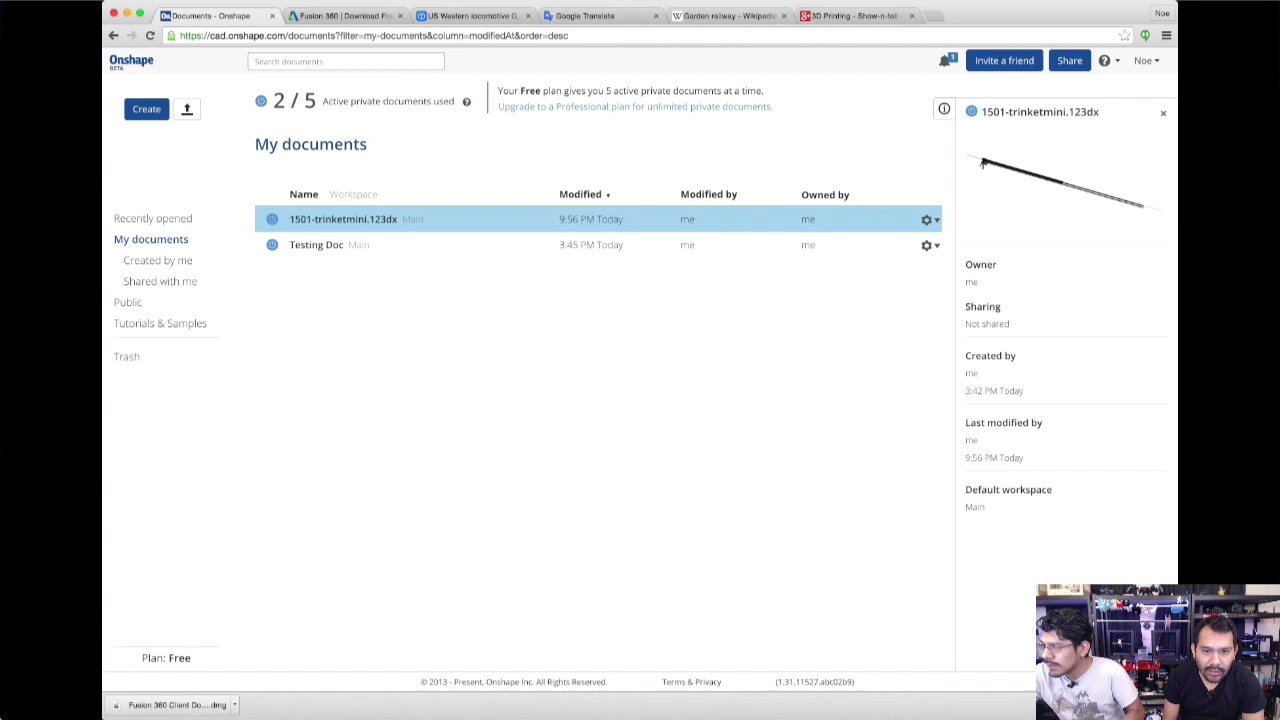 Documents - Onshape
Fusion 360 | Download Fre
US Western locomotive G,
Google Translate
Garden railway - Wikipedi
3D Printing - Show-n-tell -
Noe
https://cad.onshape.com/documents?filter=my-documents&column=modifiedAt&order=desc
Onshape
BETA
Search documents
1
Invite a friend
Share
Noe
Create
2 / 5 Active private documents used
Your Free plan gives you 5 active private documents at a time.
Upgrade to a Professional plan for unlimited private documents.
1501-trinketmini.123dx
My documents
Name Workspace Modified Modified by Owned by
1501-trinketmini.123dx Main 9:56 PM Today me me
Testing Doc Main 3:45 PM Today me me
Recently opened
My documents
Created by me
Shared with me
Public
Tutorials & Samples
Trash
Owner
me
Sharing
Not shared
Created by
me
3:42 PM Today
Last modified by
me
9:56 PM Today
Default workspace
Main
Plan: Free
© 2013 - Present, Onshape Inc. All Rights Reserved. Terms & Privacy (1.31.11527.abc02b9)
Fusion 360 Client Do....dmg